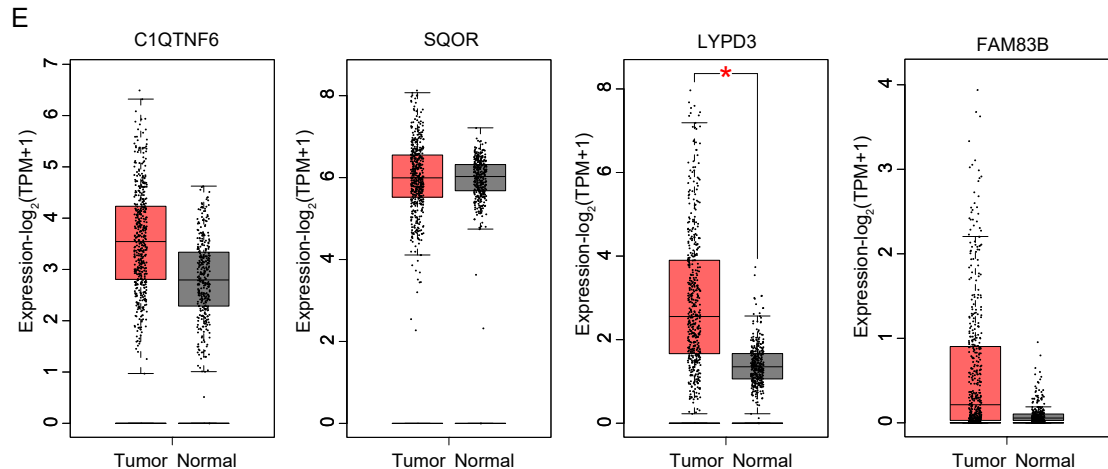 E
C1QTNF6
SQOR
LYPD3
FAM83B
Expression-log₂(TPM+1)
7
6
5
4
3
2
1
0
Tumor Normal
Expression-log₂(TPM+1)
8
6
4
2
0
Tumor Normal
Expression-log₂(TPM+1)
8
6
4
2
0
*
Tumor Normal
Expression-log₂(TPM+1)
4
3
2
1
0
Tumor Normal